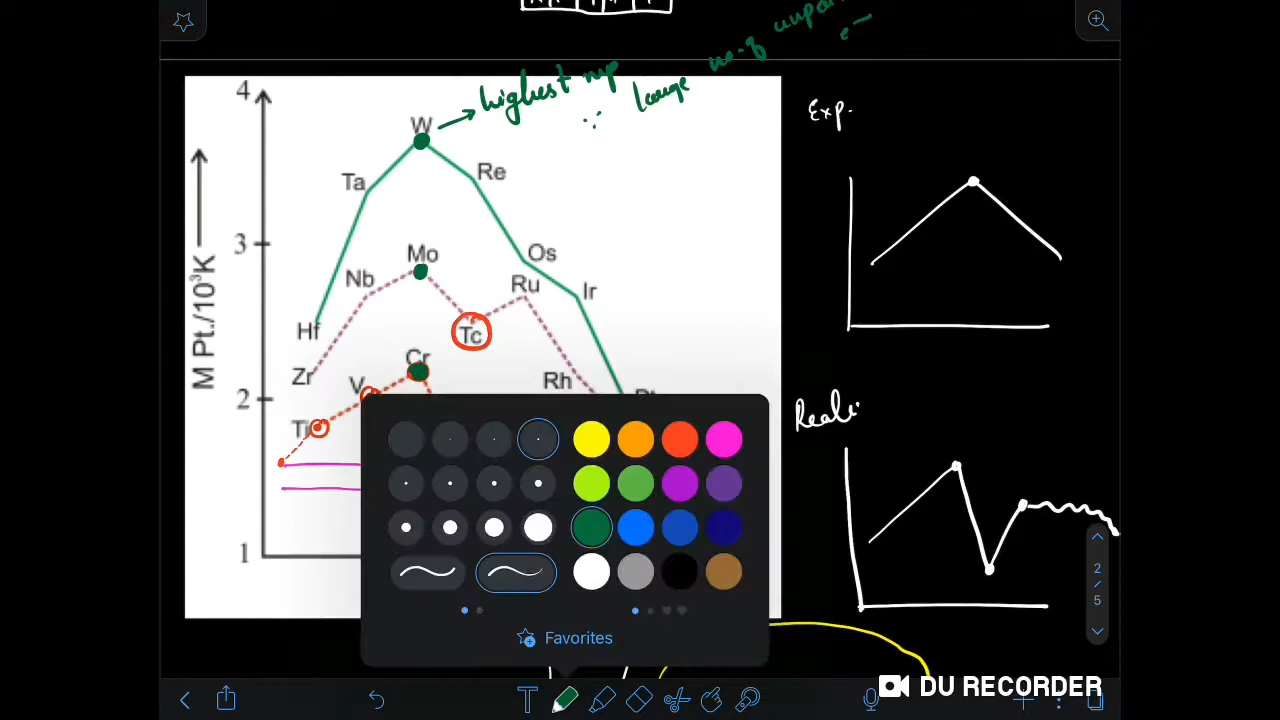 highest mp
∵ large no. of
e-
4
3
2
1
M Pt./10³K
W
Ta
Re
Mo
Os
Nb
Ru
Ir
Hf
Tc
Zr
Cr
V
Rh
Ti
Exp.
Reali
Favorites
2
/
5
T
DU RECORDER